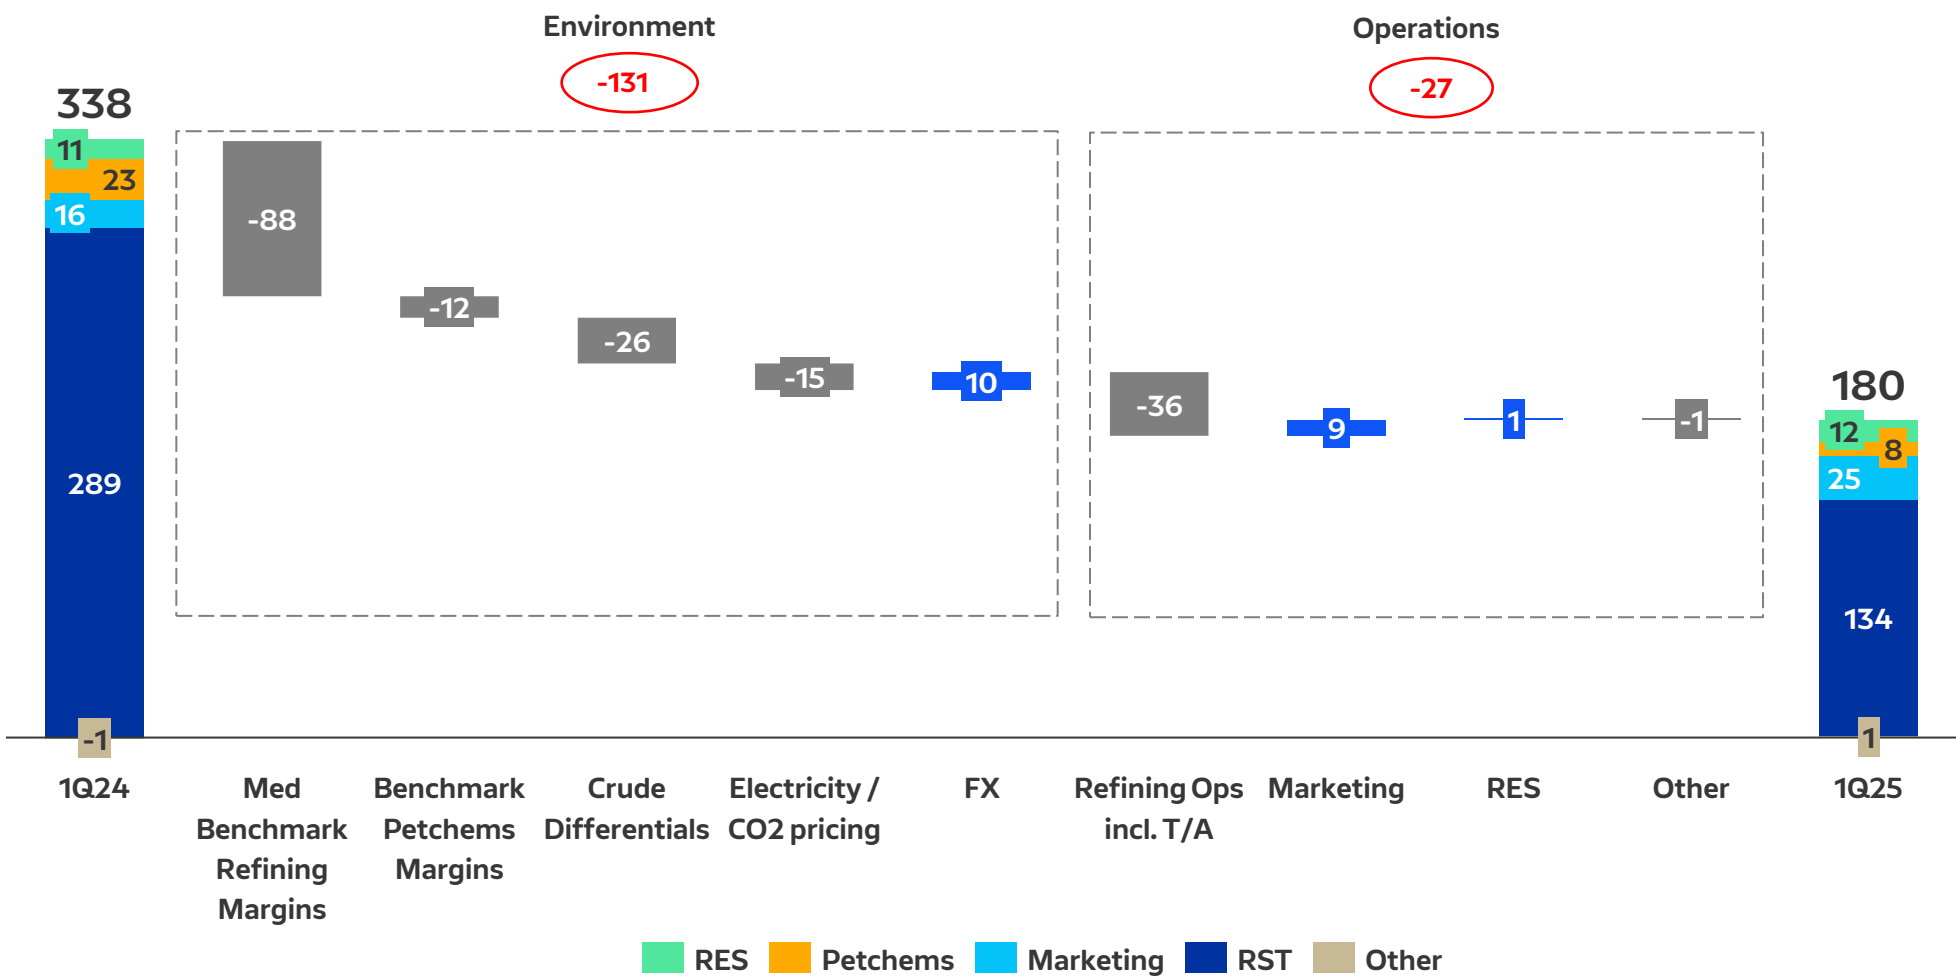 Environment
-131
Operations
-27
338
11
23
16
289
-1
-88
-12
-26
-15
10
-36
9
1
-1
180
12
8
25
134
1
1Q24
Med
Benchmark
Refining
Margins
Benchmark
Petchems
Margins
Crude
Differentials
Electricity /
CO2 pricing
FX
Refining Ops
incl. T/A
Marketing
RES
Other
1Q25
RES
Petchems
Marketing
RST
Other